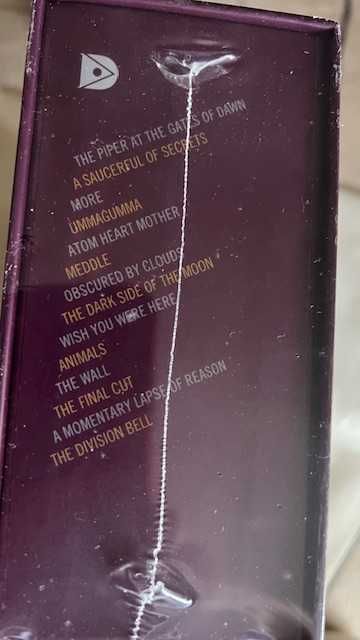 THE PIPER AT THE GATES OF DAWN
A SAUCERFUL OF SECRETS
MORE
UMMAGUMMA
ATOM HEART MOTHER
MEDDLE
OBSCURED BY CLOUDS
THE DARK SIDE OF THE MOON
WISH YOU WERE HERE
ANIMALS
THE WALL
THE FINAL CUT
A MOMENTARY LAPSE OF REASON
THE DIVISION BELL